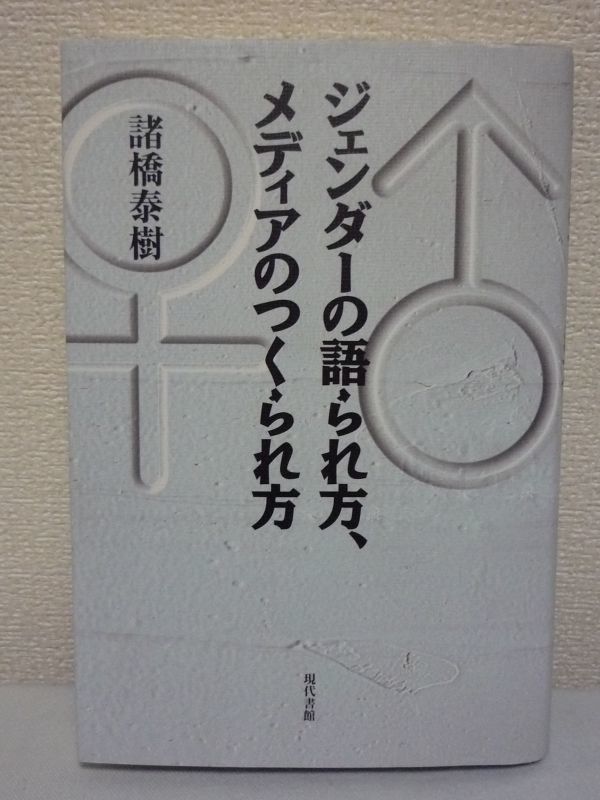 ジェンダーの語られ方、
メディアのつくられ方
諸橋泰樹
現代書館